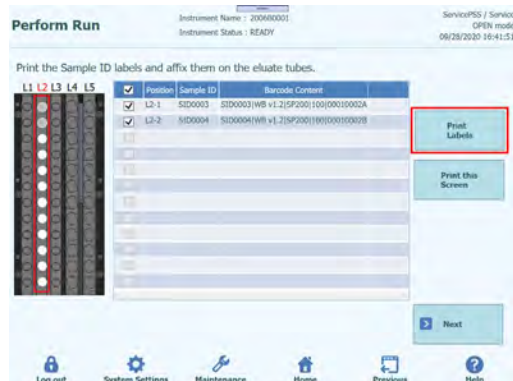 Perform Run
Instrument Name : 2006B0001
Instrument Status : READY
ServicePSS / Service
OPEN mode
09/28/2020 16:41:51
Print the Sample ID labels and affix them on the eluate tubes.
L1 L2 L3 L4 L5
Position Sample ID Barcode Content
L2-1 SID0003 SID0003|WB v1.2|SP200|100|00010002A
L2-2 SID0004 SID0004|WB v1.2|SP200|100|00010002B
Print
Labels
Print this
Screen
Next
Log out System Settings Maintenance Home Previous Help